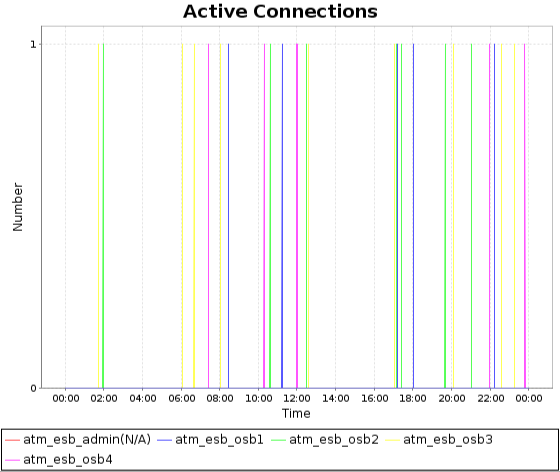 Active Connections
1
Number
0
00:00 02:00 04:00 06:00 08:00 10:00 12:00 14:00 16:00 18:00 20:00 22:00 00:00
Time
atm_esb_admin(N/A) atm_esb_osb1 atm_esb_osb2 atm_esb_osb3
atm_esb_osb4